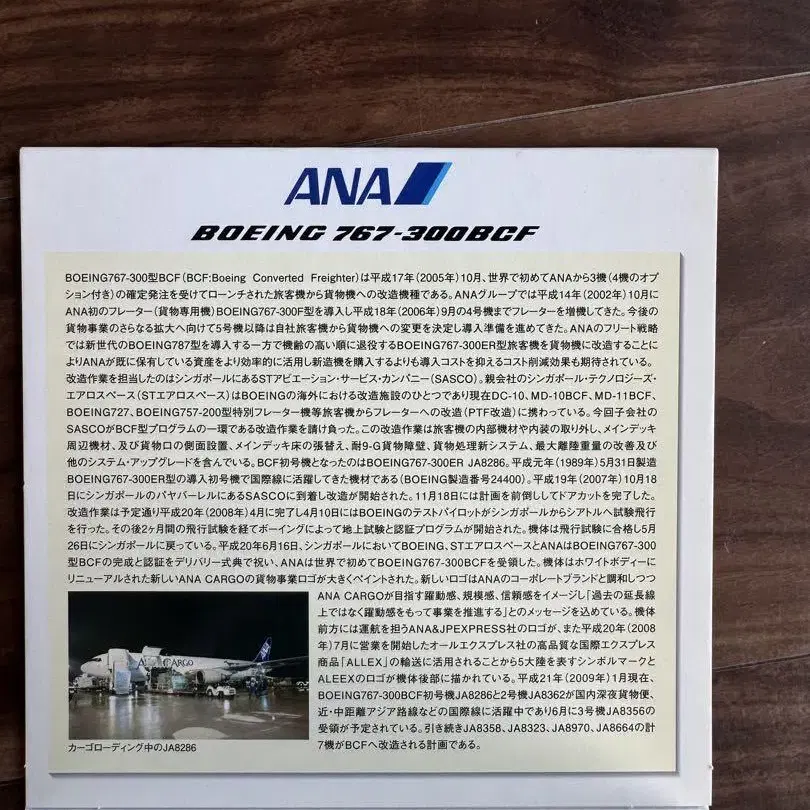 ANA
BOEING 767-300BCF
BOEING767-300型BCF(BCF:Boeing Converted Freighter)は平成17年(2005年)10月、世界で初めてANAから3機(4機のオプ
ション付き)の確定発注を受けてローンチされた旅客機から貨物機への改造機種である。ANAグループでは平成14年(2002年)10月に
ANA初のフレーター(貨物専用機)BOEING767-300F型を導入し平成18年(2006年)9月の4号機までフレーターを増機してきた。今後の
貨物事業のさらなる拡大へ向けて5号機以降は自社旅客機から貨物機への変更を決定し導入準備を進めてきた。ANAのフリート戦略
では新世代のBOEING787型を導入する一方で機齢の高い順に退役するBOEING767-300ER型旅客機を貨物機に改造することに
よりANAが既に保有している資産をより効率的に活用し新造機を購入するよりも導入コストを抑えるコスト削減効果も期待されている。
改造作業を担当したのはシンガポールにあるSTアビエーション・サービス・カンパニー(SASCO)。親会社のシンガポール・テクノロジーズ・
エアロスペース(STエアロスペース)はBOEINGの海外における改造施設のひとつであり現在DC-10、MD-10BCF、MD-11BCF、
BOEING727、BOEING757-200型特別フレーター機等旅客機からフレーターへの改造(PTF改造)に携わっている。今回子会社の
SASCOがBCF型プログラムの一環である改造作業を請け負った。この改造作業は旅客機の内部機材や内装の取り外し、メインデッキ
周辺機材、及び貨物口の側面設置、メインデッキ床の張替え、耐9-G貨物障壁、貨物処理新システム、最大離陸重量の改善及び
他のシステム・アップグレードを含んでいる。BCF初号機となったのはBOEING767-300ER JA8286。平成元年(1989年)5月31日製造
BOEING767-300ER型の導入初号機で国際線に活躍してきた機材である(BOEING製造番号24400)。平成19年(2007年)10月18
日にシンガポールのパヤバーレルにあるSASCOに到着し改造が開始された。11月18日には計画を前倒ししてドアカットを完了した。
改造作業は予定通り平成20年(2008年)4月に完了し4月10日にはBOEINGのテストパイロットがシンガポールからシアトルへ試験飛行
を行った。その後2ヶ月間の飛行試験を経てボーイングによって地上試験と認証プログラムが開始された。機体は飛行試験に合格し5月
26日にシンガポールに戻っている。平成20年6月16日、シンガポールにおいてBOEING、STエアロスペースとANAはBOEING767-300
型BCFの完成と認証をデリバリー式典で祝い、ANAは世界で初めてBOEING767-300BCFを受領した。機体はホワイトボディーに
リニューアルされた新しいANA CARGOの貨物事業ロゴが大きくペイントされた。新しいロゴはANAのコーポレートブランドと調和しつつ
ANA CARGOが目指す躍動感、規模感、信頼感をイメージし「過去の延長線
上ではなく躍動感をもって事業を推進する」とのメッセージを込めている。機体
前方には運航を担うANA&JPEXPRESS社のロゴが、また平成20年(2008
年)7月に営業を開始したオールエクスプレス社の高品質な国際エクスプレス
商品「ALLEX」の輸送に活用されることから5大陸を表すシンボルマークと
ALEEXのロゴが機体後部に描かれている。平成21年(2009年)1月現在、
BOEING767-300BCF初号機JA8286と2号機JA8362が国内深夜貨物便、
近・中距離アジア路線などの国際線に活躍中であり6月に3号機JA8356の
受領が予定されている。引き続きJA8358、JA8323、JA8970、JA8664の計
7機がBCFへ改造される計画である。
カーゴローディング中のJA8286